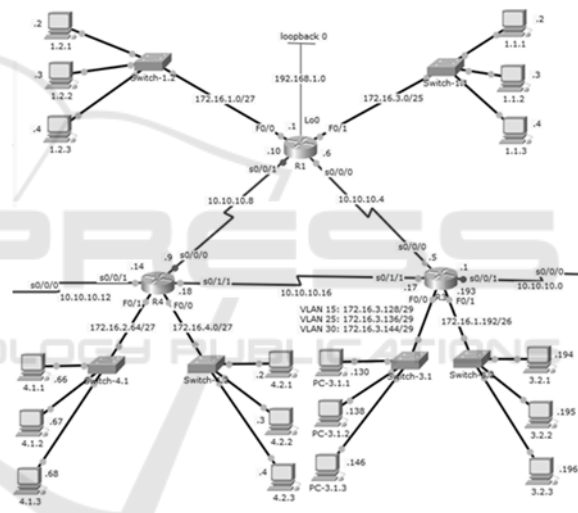 .2
1.2.1
.3
1.2.2
.4
1.2.3
Switch-1.2
172.16.1.0/27
loopback 0
192.168.1.0
Lo0
.1
F0/0
F0/1
.10
.6
R1
s0/0/1
s0/0/0
172.16.3.0/25
.2
1.1.1
.3
1.1.2
.4
1.1.3
10.10.10.8
10.10.10.4
s0/0/0
.9
.14
s0/0/0
s0/0/1
s0/1/1
.18
R4
10.10.10.12
F0/1
F0/0
10.10.10.16
s0/0/0
.5
.1
s0/1/1
.17
s0/0/1
s0/0/0
10.10.10.0
.193
F0/0
F0/1
VLAN 15: 172.16.3.128/29
VLAN 25: 172.16.3.136/29
VLAN 30: 172.16.3.144/29
172.16.2.64/27
172.16.4.0/27
172.16.1.192/26
Switch-4.1
Switch-3.1
4.1.1
.66
4.1.2
.67
4.1.3
.68
.2
4.2.1
.3
4.2.2
.4
4.2.3
PC-3.1.1
.130
PC-3.1.2
.138
PC-3.1.3
.146
.194
3.2.1
.195
3.2.2
.196
3.2.3